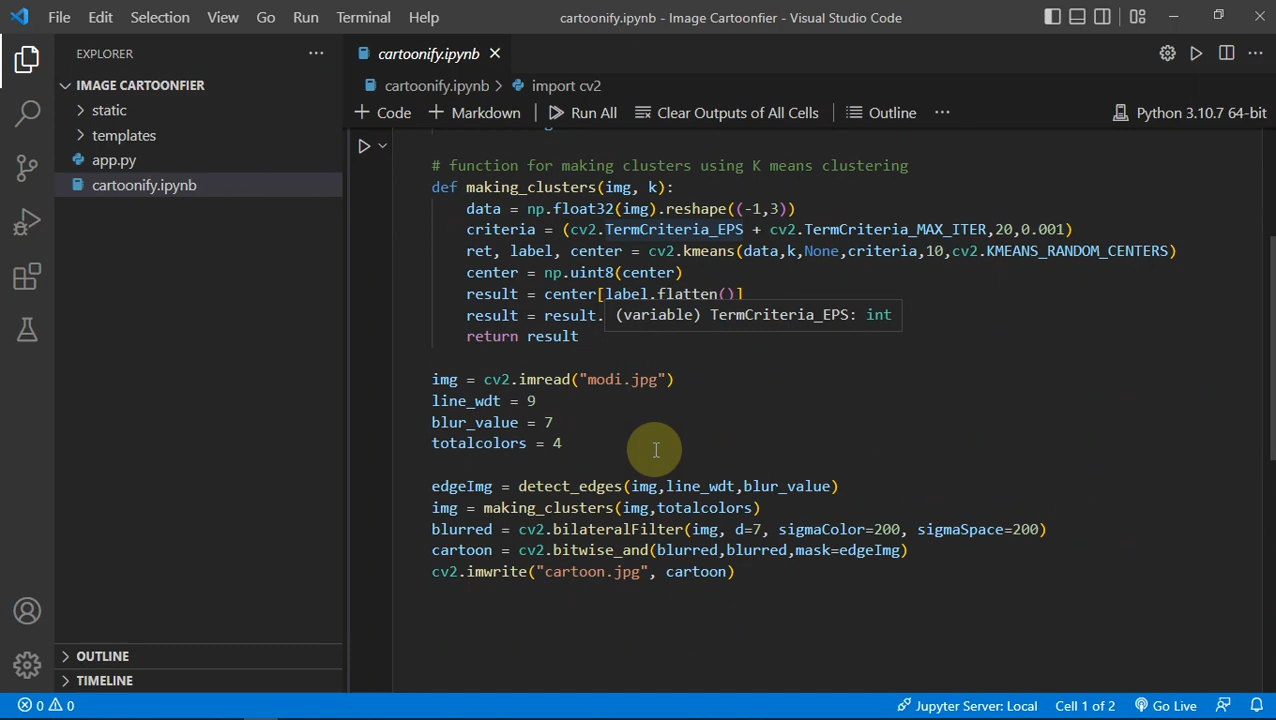 File Edit Selection View Go Run Terminal Help cartoonify.ipynb - Image Cartoonfier - Visual Studio Code
EXPLORER
cartoonify.ipynb
IMAGE CARTOONFIER
static
templates
app.py
cartoonify.ipynb
OUTLINE
TIMELINE
cartoonify.ipynb > import cv2
+ Code + Markdown Run All Clear Outputs of All Cells Outline ... Python 3.10.7 64-bit
# function for making clusters using K means clustering
def making_clusters(img, k):
data = np.float32(img).reshape((-1,3))
criteria = (cv2.TermCriteria_EPS + cv2.TermCriteria_MAX_ITER,20,0.001)
ret, label, center = cv2.kmeans(data,k,None,criteria,10,cv2.KMEANS_RANDOM_CENTERS)
center = np.uint8(center)
result = center[label.flatten()]
result = result.
(variable) TermCriteria_EPS: int
return result
img = cv2.imread("modi.jpg")
line_wdt = 9
blur_value = 7
totalcolors = 4
edgeImg = detect_edges(img,line_wdt,blur_value)
img = making_clusters(img,totalcolors)
blurred = cv2.bilateralFilter(img, d=7, sigmaColor=200, sigmaSpace=200)
cartoon = cv2.bitwise_and(blurred,blurred,mask=edgeImg)
cv2.imwrite("cartoon.jpg", cartoon)
0 0 Jupyter Server: Local Cell 1 of 2 Go Live